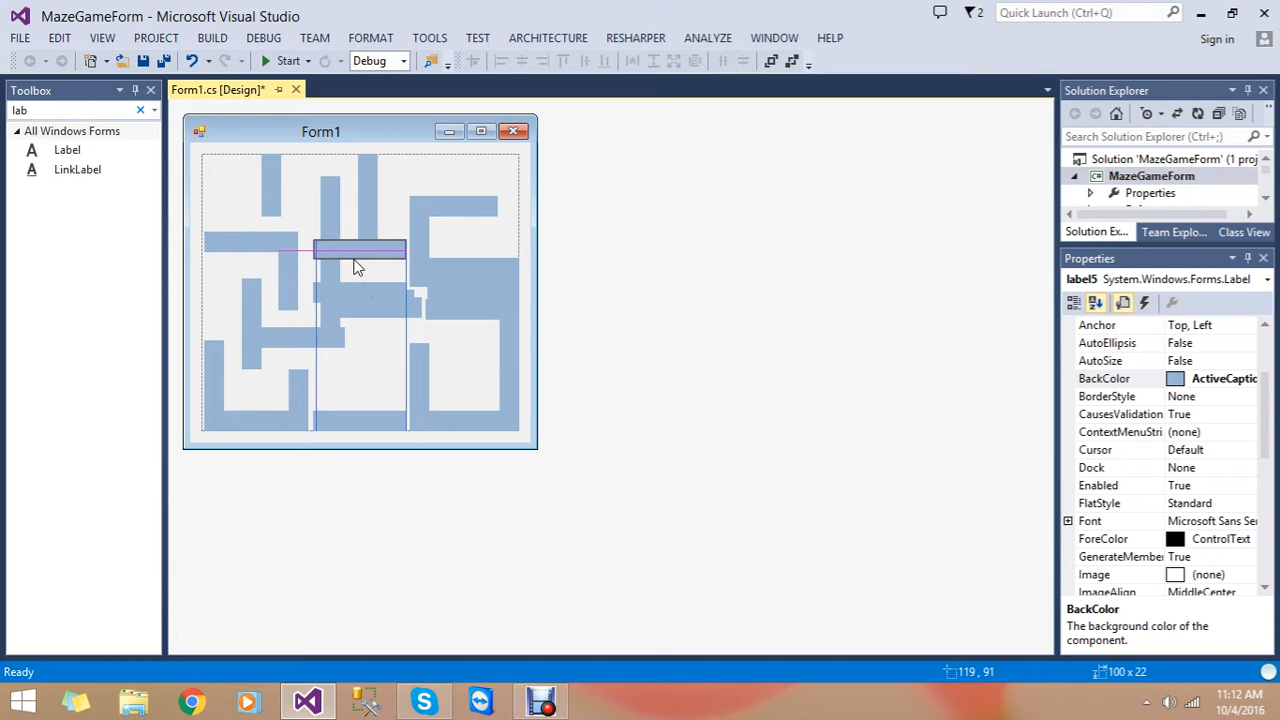 MazeGameForm - Microsoft Visual Studio
2
Quick Launch (Ctrl+Q)
FILE EDIT VIEW PROJECT BUILD DEBUG TEAM FORMAT TOOLS TEST ARCHITECTURE RESHARPER ANALYZE WINDOW HELP
Sign in
Start Debug
Toolbox
lab
All Windows Forms
A Label
A LinkLabel
Form1.cs [Design]*
Form1
Solution Explorer
Search Solution Explorer (Ctrl+;)
Solution 'MazeGameForm' (1 proj
C# MazeGameForm
Properties
References
Solution Ex... Team Explo... Class View
Properties
label5 System.Windows.Forms.Label
Anchor Top, Left
AutoEllipsis False
AutoSize False
BackColor ActiveCaptic
BorderStyle None
CausesValidation True
ContextMenuStri (none)
Cursor Default
Dock None
Enabled True
FlatStyle Standard
Font Microsoft Sans Se
ForeColor ControlText
GenerateMember True
Image (none)
ImageAlign MiddleCenter
BackColor
The background color of the
component.
Ready
119 , 91
100 x 22
11:12 AM
10/4/2016